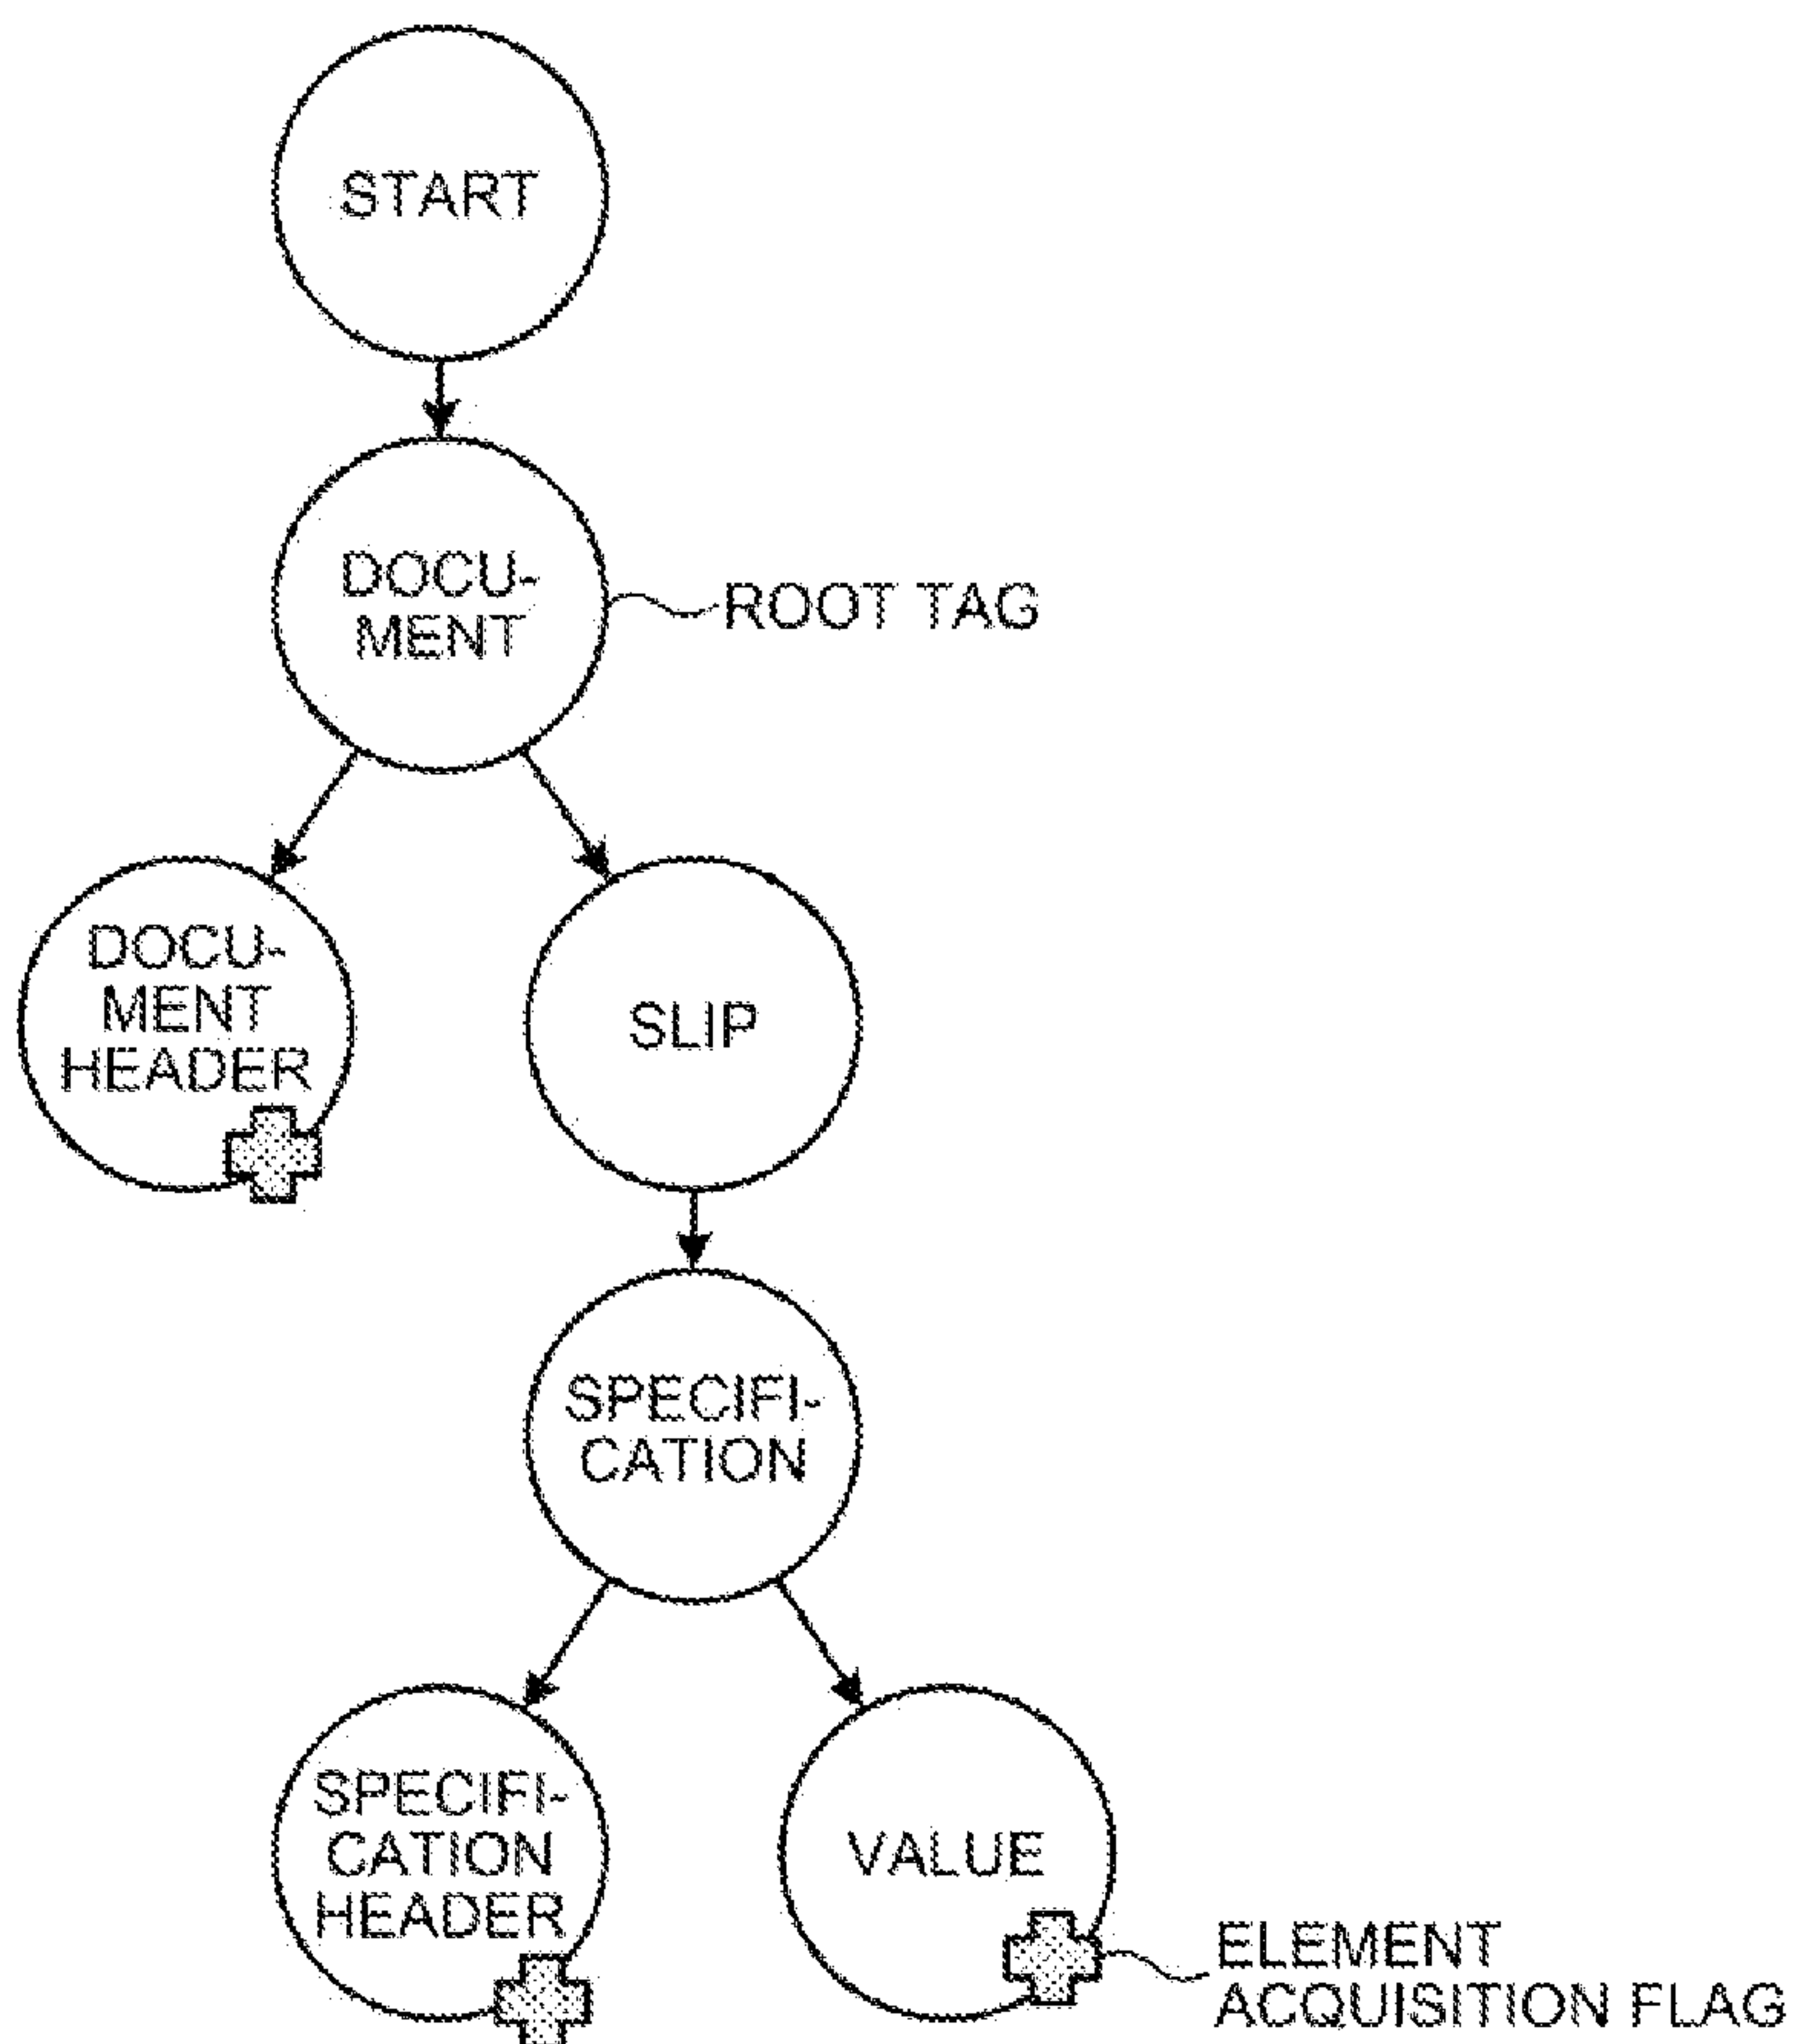 START
DOCU-
MENT
ROOT TAG
DOCU-
MENT
HEADER
SLIP
SPECIFI-
CATION
SPECIFI-
CATION
HEADER
VALUE
ELEMENT
ACQUISITION FLAG